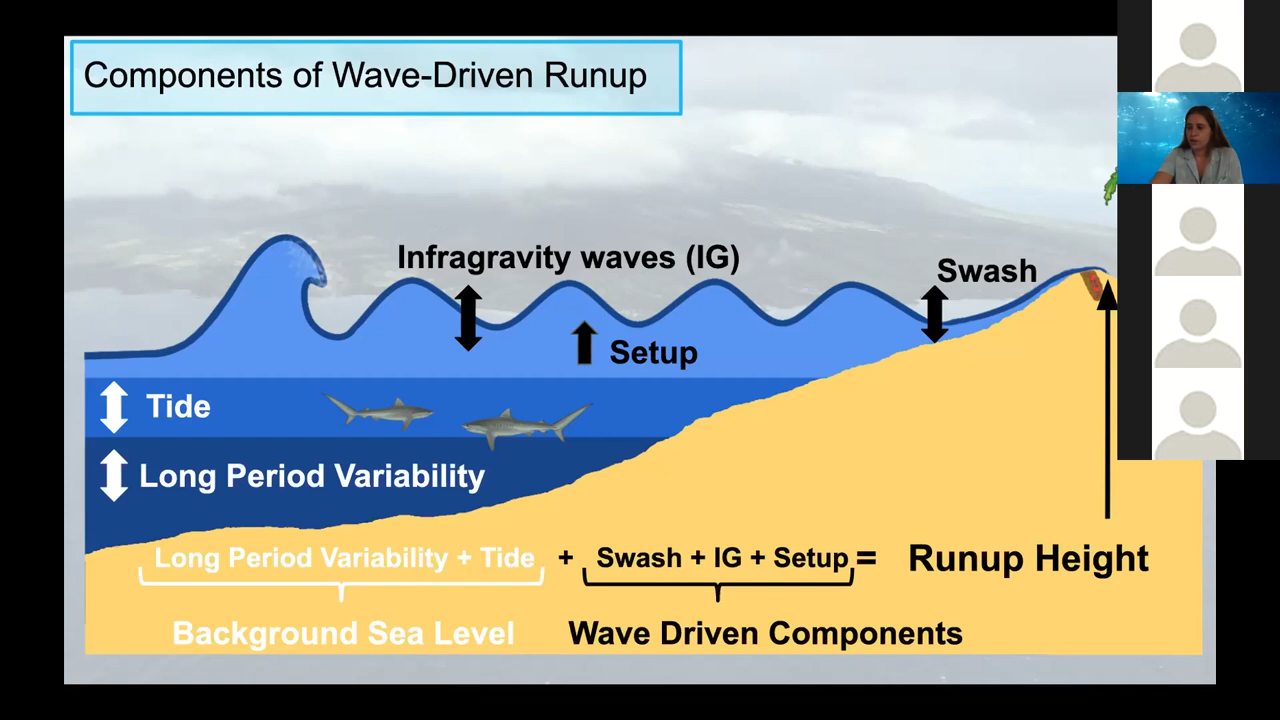 Components of Wave-Driven Runup
Infragravity waves (IG)
Swash
Setup
Tide
Long Period Variability
Long Period Variability + Tide + Swash + IG + Setup = Runup Height
Background Sea Level Wave Driven Components